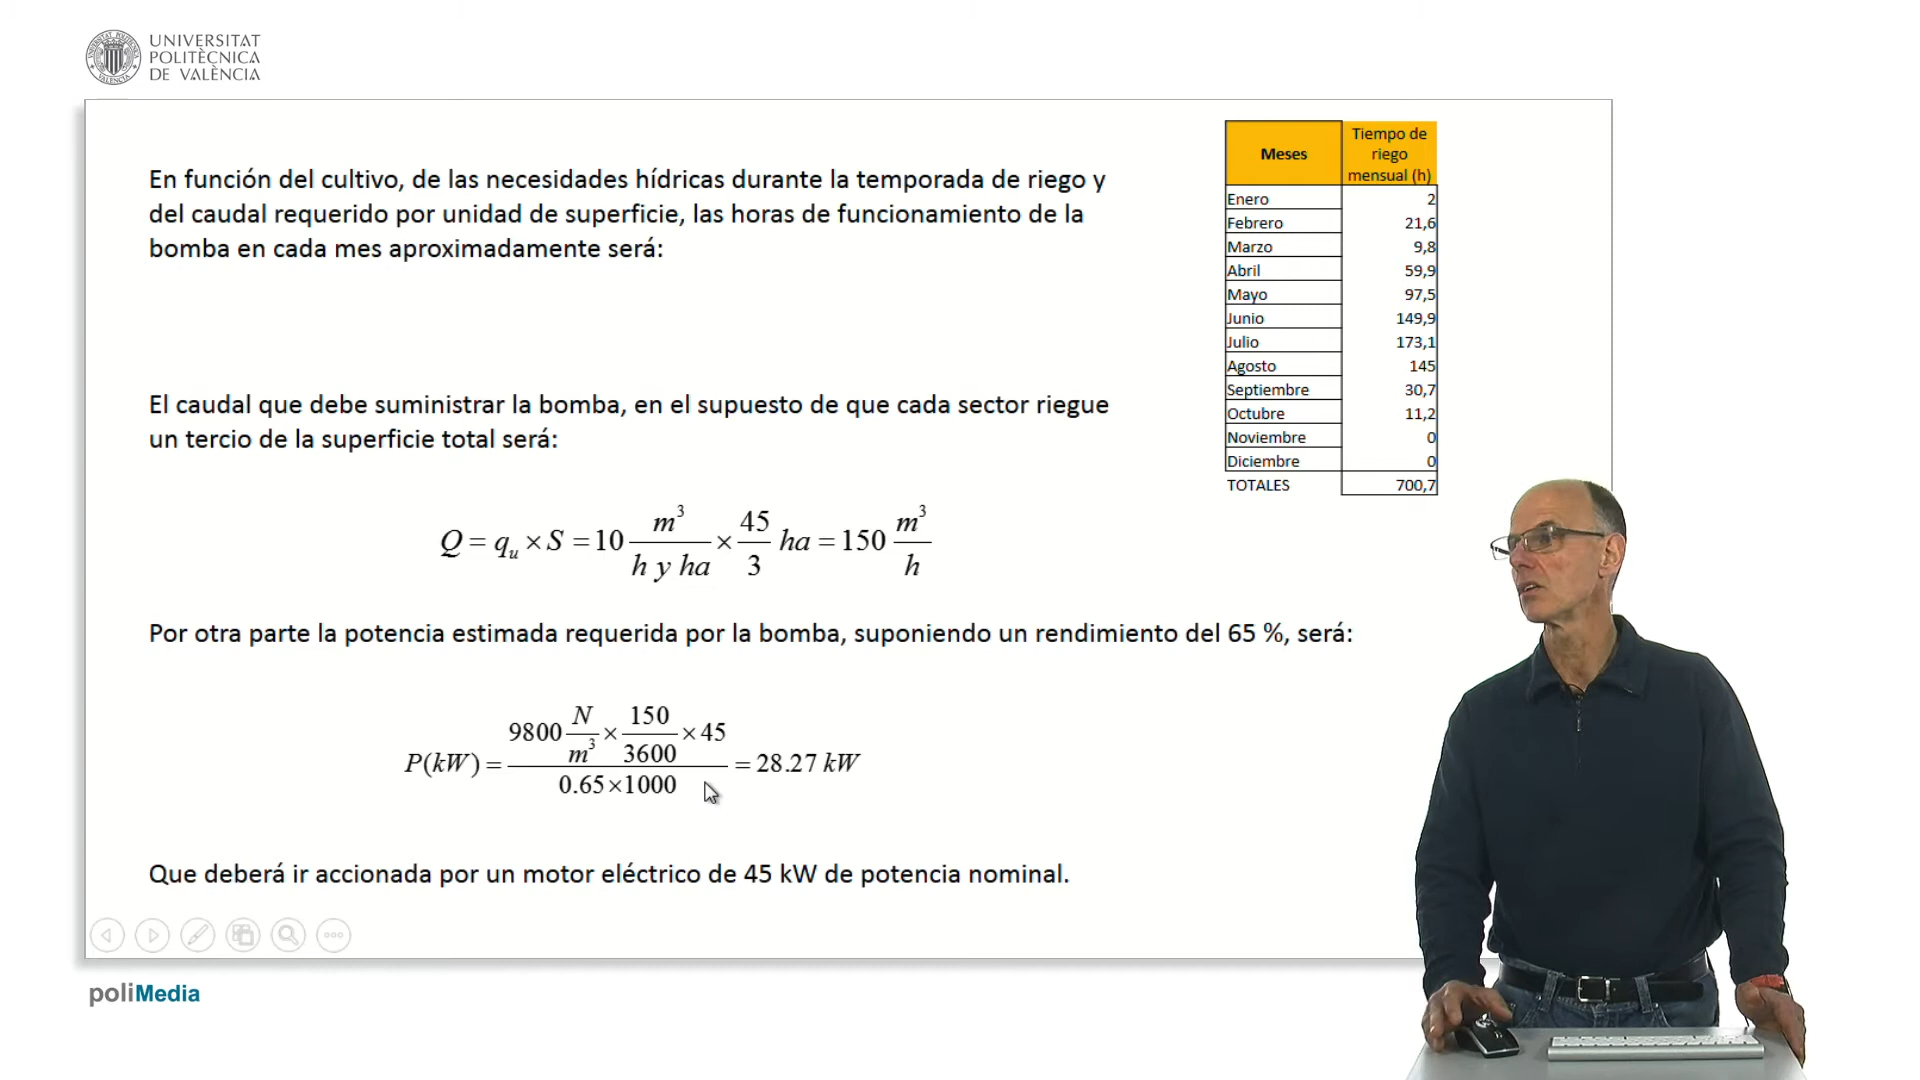 UNIVERSITAT
POLITÈCNICA
DE VALÈNCIA
En función del cultivo, de las necesidades hídricas durante la temporada de riego y
del caudal requerido por unidad de superficie, las horas de funcionamiento de la
bomba en cada mes aproximadamente será:
Meses Tiempo de riego mensual (h)
Enero 2
Febrero 21,6
Marzo 9,8
Abril 59,9
Mayo 97,5
Junio 149,9
Julio 173,1
Agosto 145
Septiembre 30,7
Octubre 11,2
Noviembre 0
Diciembre 0
TOTALES 700,7
El caudal que debe suministrar la bomba, en el supuesto de que cada sector riegue
un tercio de la superficie total será:
Q = q_u × S = 10 m³/(h y ha) × 45/3 ha = 150 m³/h
Por otra parte la potencia estimada requerida por la bomba, suponiendo un rendimiento del 65 %, será:
P(kW) = (9800 N/m³ × 150/3600 × 45)/(0.65×1000) = 28.27 kW
Que deberá ir accionada por un motor eléctrico de 45 kW de potencia nominal.
poliMedia